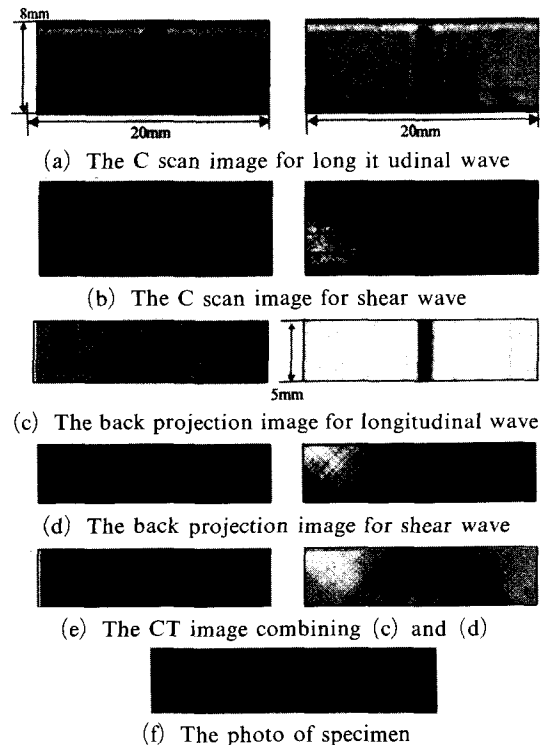 8mm
20mm 20mm
(a) The C scan image for long it udinal wave
(b) The C scan image for shear wave
5mm
(c) The back projection image for longitudinal wave
(d) The back projection image for shear wave
(e) The CT image combining (c) and (d)
(f) The photo of specimen